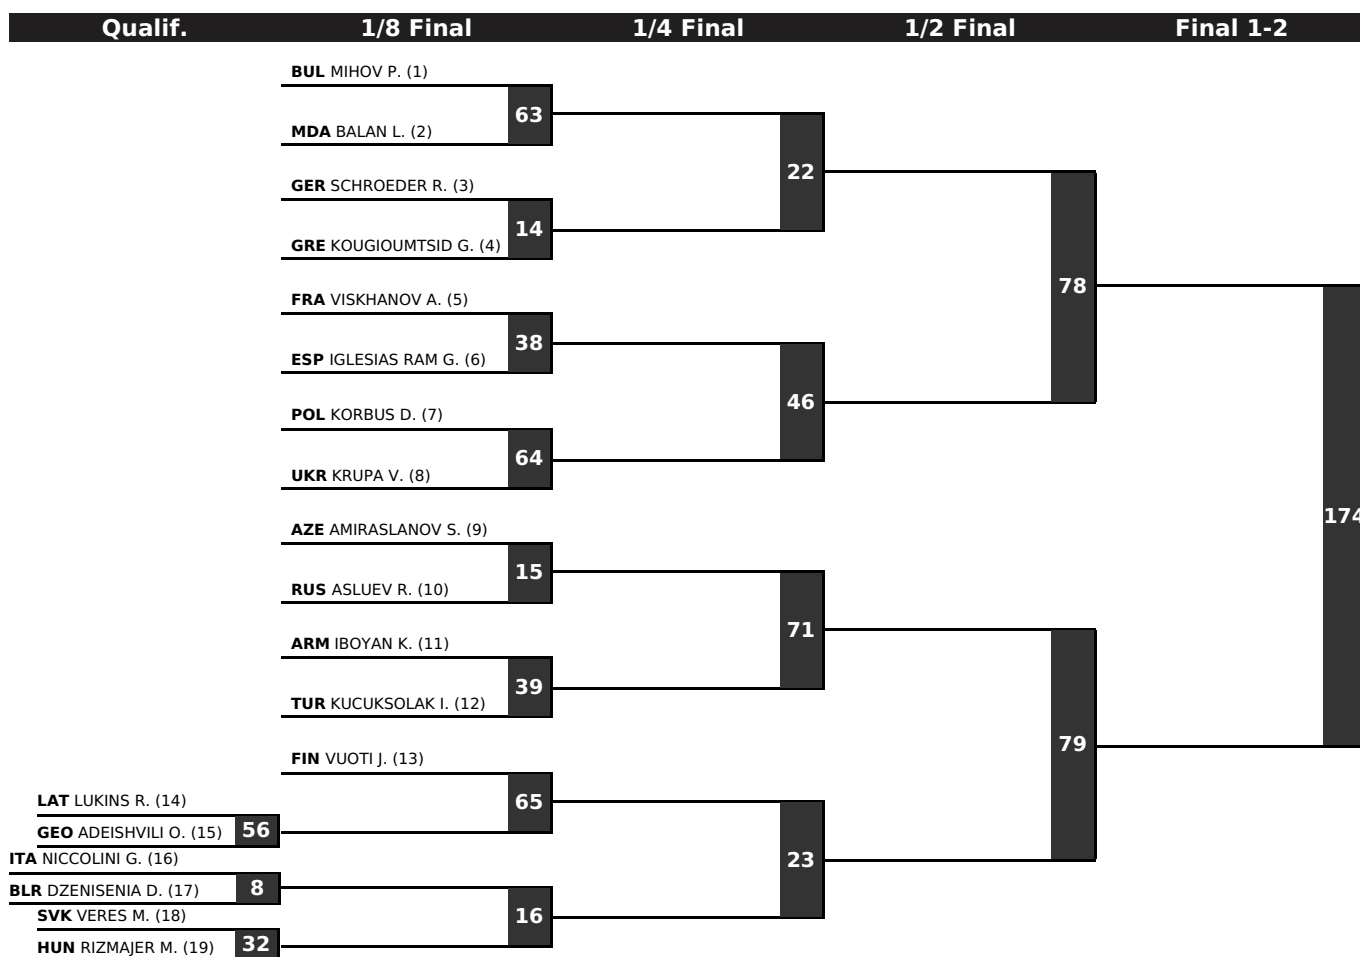 Qualif. 1/8 Final 1/4 Final 1/2 Final Final 1-2
BUL MIHOV P. (1)
63
MDA BALAN L. (2)
22
GER SCHROEDER R. (3)
14
GRE KOUGIOUMTSID G. (4)
78
FRA VISKHANOV A. (5)
38
ESP IGLESIAS RAM G. (6)
46
POL KORBUS D. (7)
64
UKR KRUPA V. (8)
174
AZE AMIRASLANOV S. (9)
15
RUS ASLUEV R. (10)
71
ARM IBOYAN K. (11)
39
TUR KUCUKSOLAK I. (12)
79
FIN VUOTI J. (13)
65
LAT LUKINS R. (14)
GEO ADEISHVILI O. (15) 56
ITA NICCOLINI G. (16)
23
BLR DZENISENIA D. (17) 8
SVK VERES M. (18)
16
HUN RIZMAJER M. (19) 32